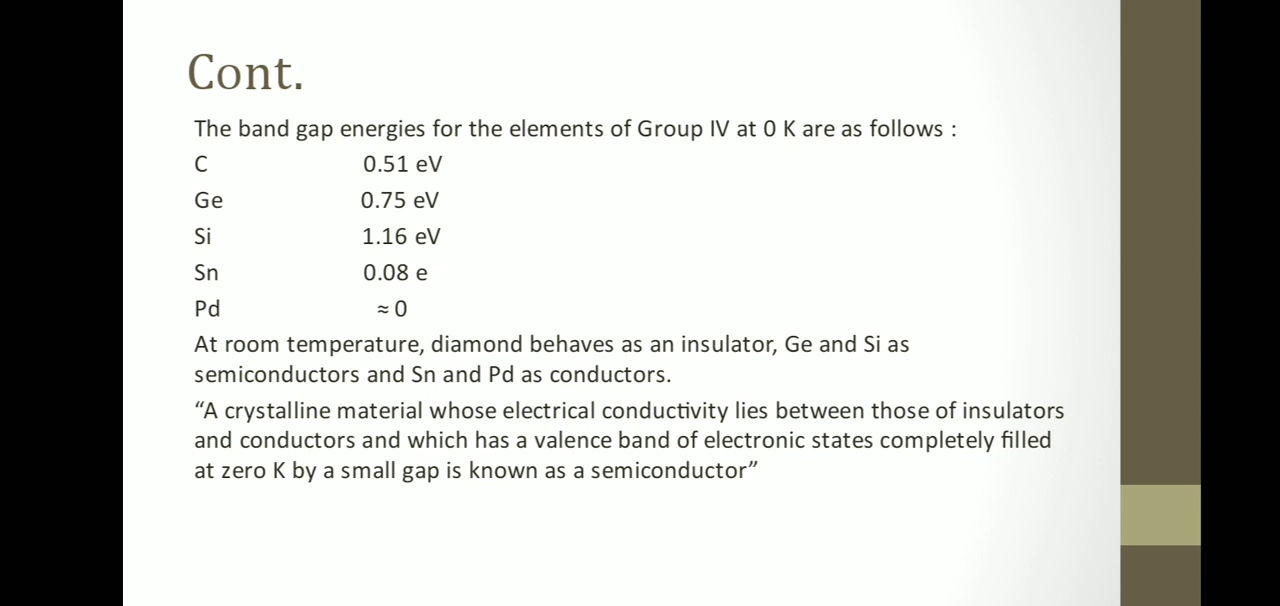 Cont.
The band gap energies for the elements of Group IV at 0 K are as follows :
C 0.51 eV
Ge 0.75 eV
Si 1.16 eV
Sn 0.08 e
Pd ≈ 0
At room temperature, diamond behaves as an insulator, Ge and Si as
semiconductors and Sn and Pd as conductors.
“A crystalline material whose electrical conductivity lies between those of insulators
and conductors and which has a valence band of electronic states completely filled
at zero K by a small gap is known as a semiconductor”